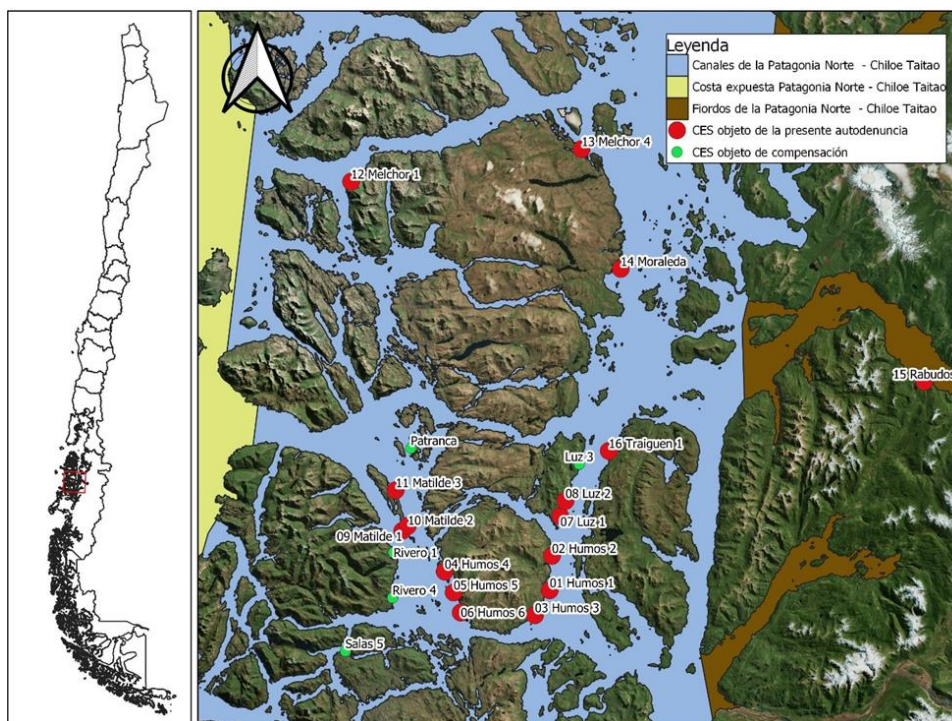 Leyenda
Canales de la Patagonia Norte - Chiloe Taitao
Costa expuesta Patagonia Norte - Chiloe Taitao
Fiordos de la Patagonia Norte - Chiloe Taitao
CES objeto de la presente autodenuncia
CES objeto de compensación
13 Melchor 4
12 Melchor 1
14 Moraleda
15 Rabudos
Patranca
16 Traiguen 1
Luz 3
11 Matilde 3
08 Luz 2
07 Luz 1
10 Matilde 2
09 Matilde 1
Rivero 1
02 Humos 2
04 Humos 4
05 Humos 5
01 Humos 1
Rivero 4
06 Humos 6
03 Humos 3
Salas 5